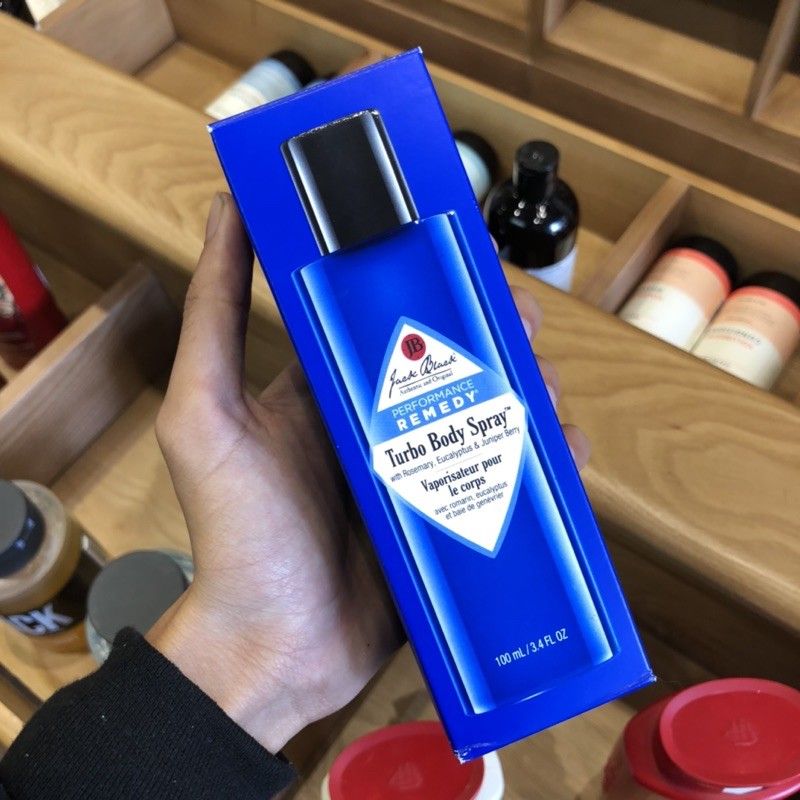 JB
Jack Black®
Authentic and Original
PERFORMANCE
REMEDY®
Turbo Body Spray™
with Rosemary, Eucalyptus & Juniper Berry
Vaporisateur pour
le corps
avec romarin, eucalyptus
et baie de genévrier
100 mL / 3.4 FL OZ
CK